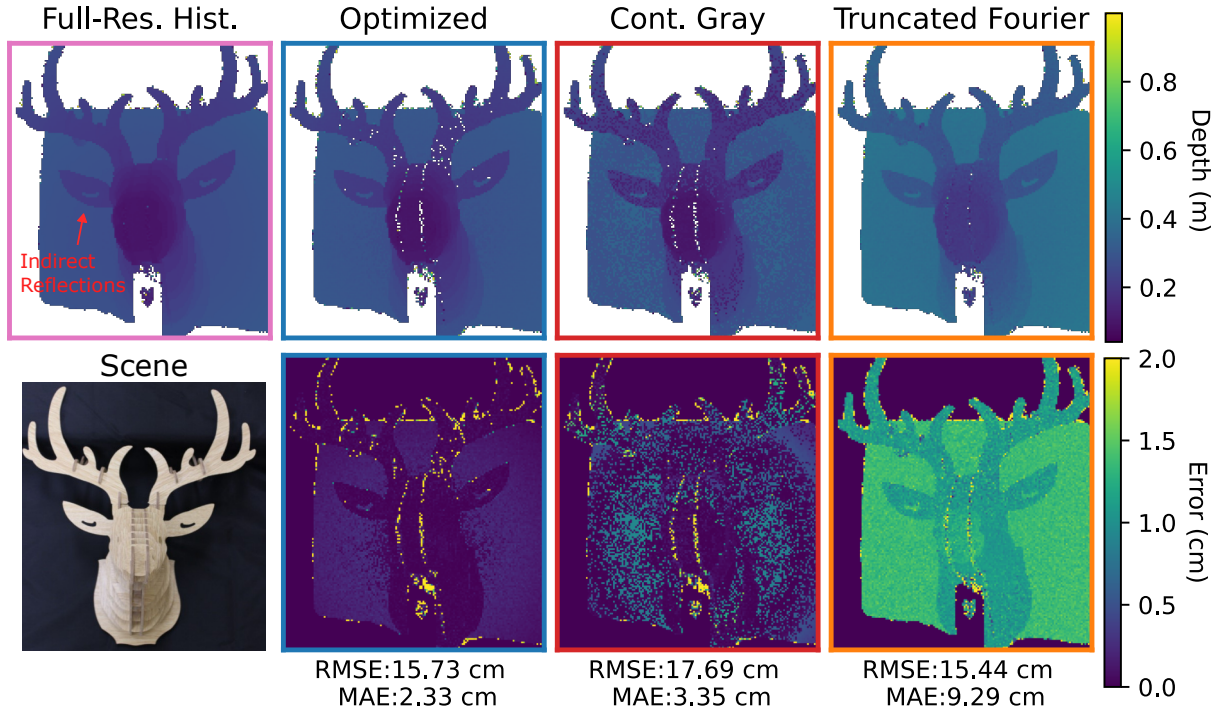 Full-Res. Hist.
Optimized
Cont. Gray
Truncated Fourier
Indirect
Reflections
0.8
0.6
0.4
0.2
Depth (m)
Scene
2.0
1.5
1.0
0.5
0.0
Error (cm)
RMSE:15.73 cm
MAE:2.33 cm
RMSE:17.69 cm
MAE:3.35 cm
RMSE:15.44 cm
MAE:9.29 cm